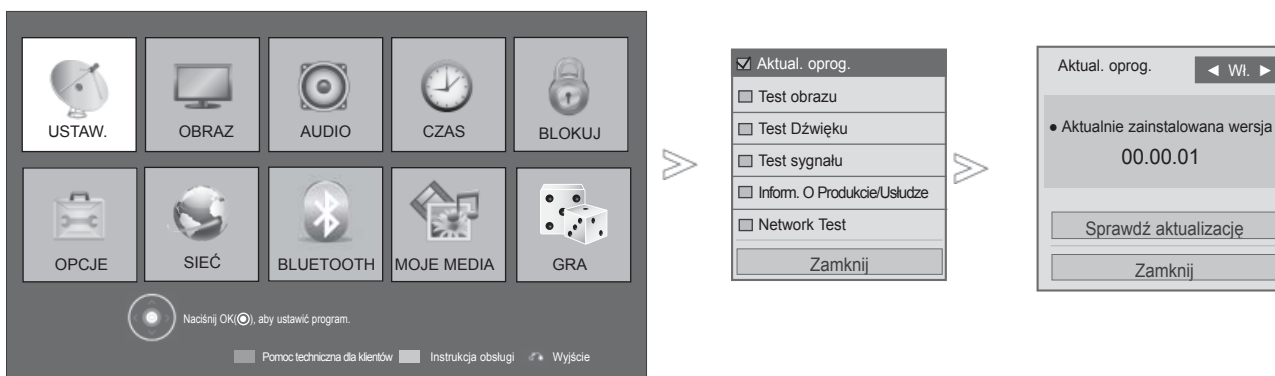 USTAW.
OBRAZ
AUDIO
CZAS
BLOKUJ
OPCJE
SIEĆ
BLUETOOTH
MOJE MEDIA
GRA
Naciśnij OK(◉), aby ustawić program.
Pomoc techniczna dla klientów Instrukcja obsługi Wyjście
Aktual. oprog.
Test obrazu
Test Dźwięku
Test sygnału
Inform. O Produkcie/Usłudze
Network Test
Zamknij
Aktual. oprog. ◄ Wł. ►
• Aktualnie zainstalowana wersja
00.00.01
Sprawdź aktualizację
Zamknij